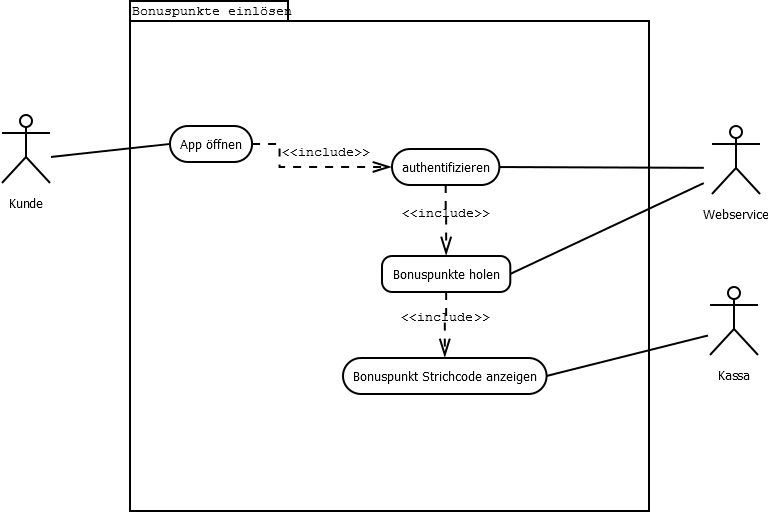 Bonuspunkte einlösen
App öffnen
<<include>>
authentifizieren
Kunde
Webservice
<<include>>
Bonuspunkte holen
<<include>>
Bonuspunkt Strichcode anzeigen
Kassa